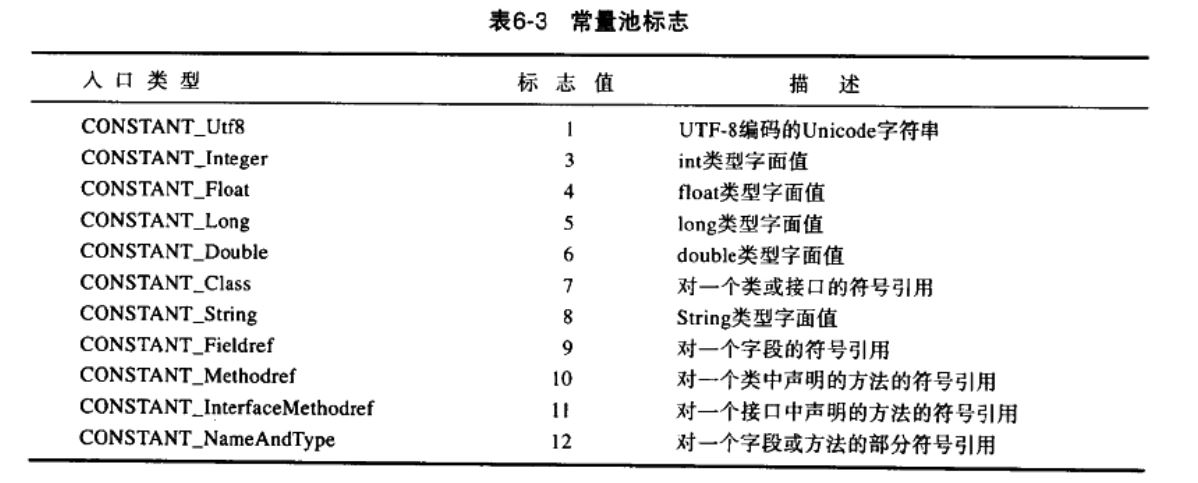 表6-3 常量池标志
入口类型 标志值 描述
CONSTANT_Utf8 1 UTF-8编码的Unicode字符串
CONSTANT_Integer 3 int类型字面值
CONSTANT_Float 4 float类型字面值
CONSTANT_Long 5 long类型字面值
CONSTANT_Double 6 double类型字面值
CONSTANT_Class 7 对一个类或接口的符号引用
CONSTANT_String 8 String类型字面值
CONSTANT_Fieldref 9 对一个字段的符号引用
CONSTANT_Methodref 10 对一个类中声明的方法的符号引用
CONSTANT_InterfaceMethodref 11 对一个接口中声明的方法的符号引用
CONSTANT_NameAndType 12 对一个字段或方法的部分符号引用